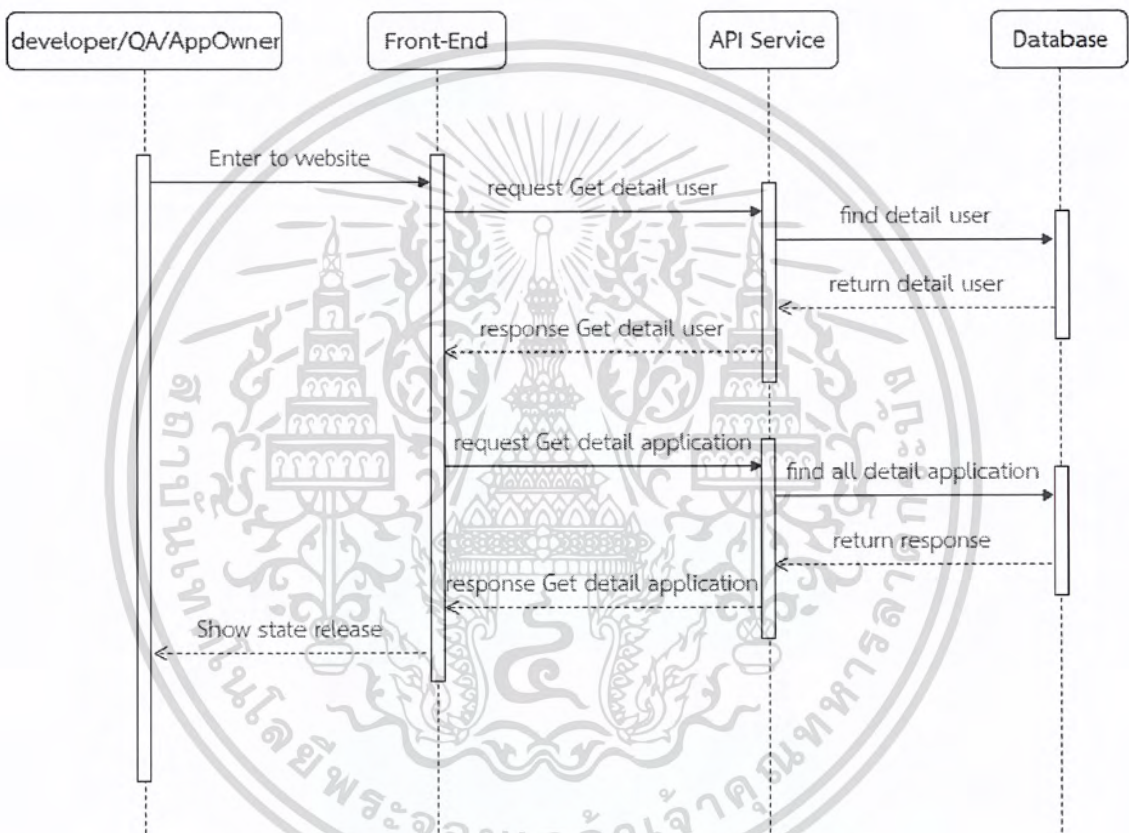 developer/QA/AppOwner
Front-End
API Service
Database
Enter to website
request Get detail user
find detail user
return detail user
response Get detail user
request Get detail application
find all detail application
return response
response Get detail application
Show state release